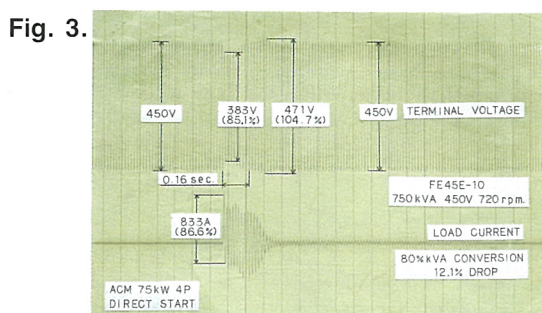 Fig. 3.
450V
383V
(85.1%)
471V
(104.7%)
450V
TERMINAL VOLTAGE
0.16 sec.
FE45E-10
750kVA 450V 720rpm.
833A
(86.6%)
LOAD CURRENT
80%kVA CONVERSION
12.1% DROP
ACM 75kW 4P
DIRECT START